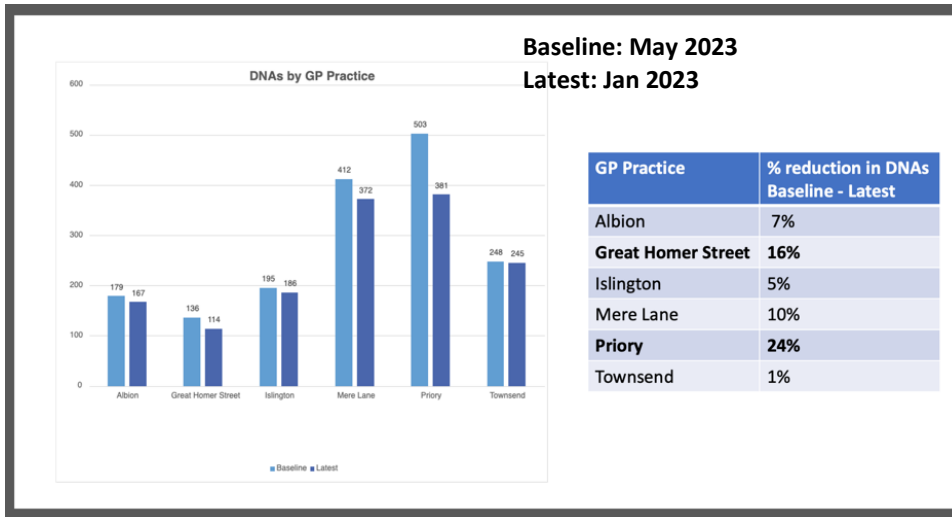 Baseline: May 2023
Latest: Jan 2023
DNAs by GP Practice
600
500
400
300
200
100
0
179
167
136
114
195
186
412
372
503
381
248
245
Albion
Great Homer Street
Islington
Mere Lane
Priory
Townsend
Baseline Latest
GP Practice % reduction in DNAs
Baseline - Latest
Albion 7%
Great Homer Street 16%
Islington 5%
Mere Lane 10%
Priory 24%
Townsend 1%